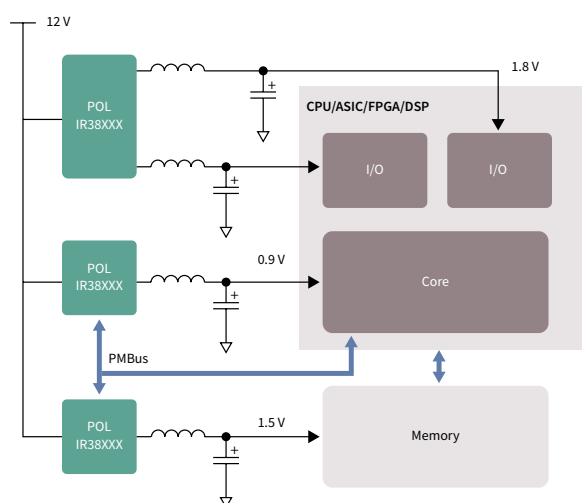 12 V
1.8 V
POL
IR38XXX
CPU/ASIC/FPGA/DSP
+
I/O
I/O
+
0.9 V
POL
IR38XXX
Core
+
PMBus
1.5 V
POL
IR38XXX
Memory
+